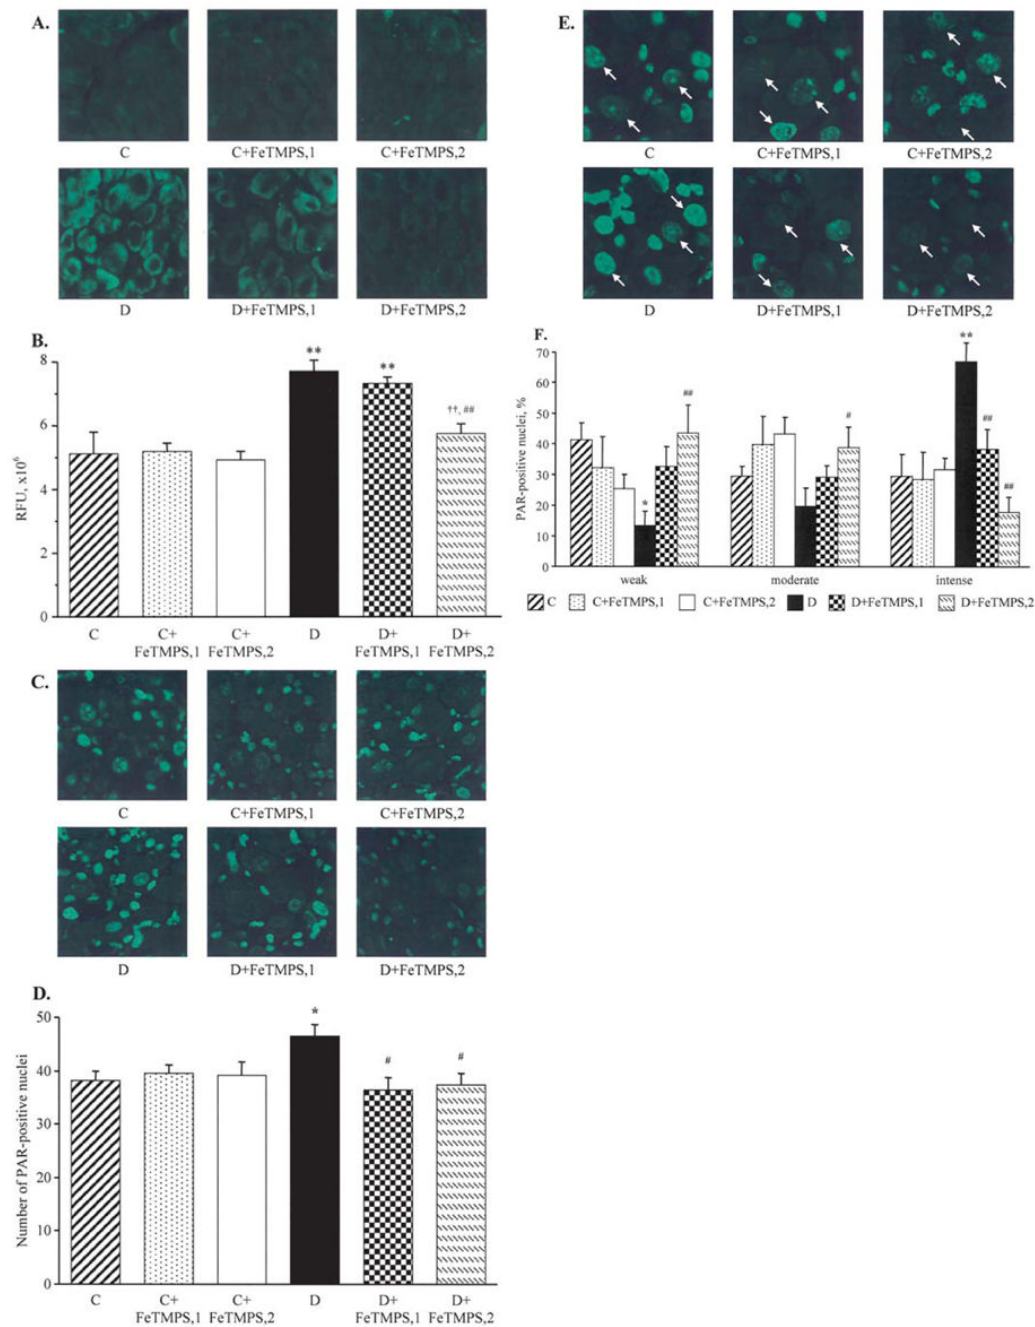 A.
C C+FeTMPS,1 C+FeTMPS,2
D D+FeTMPS,1 D+FeTMPS,2
B.
RFU, x10⁶
8
6
4
2
0
** ** ††, ##
C C+ FeTMPS,1 C+ FeTMPS,2 D D+ FeTMPS,1 D+ FeTMPS,2
C.
C C+FeTMPS,1 C+FeTMPS,2
D D+FeTMPS,1 D+FeTMPS,2
D.
Number of PAR-positive nuclei
50
40
30
20
10
0
* # #
C C+ FeTMPS,1 C+ FeTMPS,2 D D+ FeTMPS,1 D+ FeTMPS,2
E.
C C+FeTMPS,1 C+FeTMPS,2
D D+FeTMPS,1 D+FeTMPS,2
F.
PAR-positive nuclei, %
70
60
50
40
30
20
10
0
* ## # ** ## ##
weak moderate intense
C C+FeTMPS,1 C+FeTMPS,2 D D+FeTMPS,1 D+FeTMPS,2